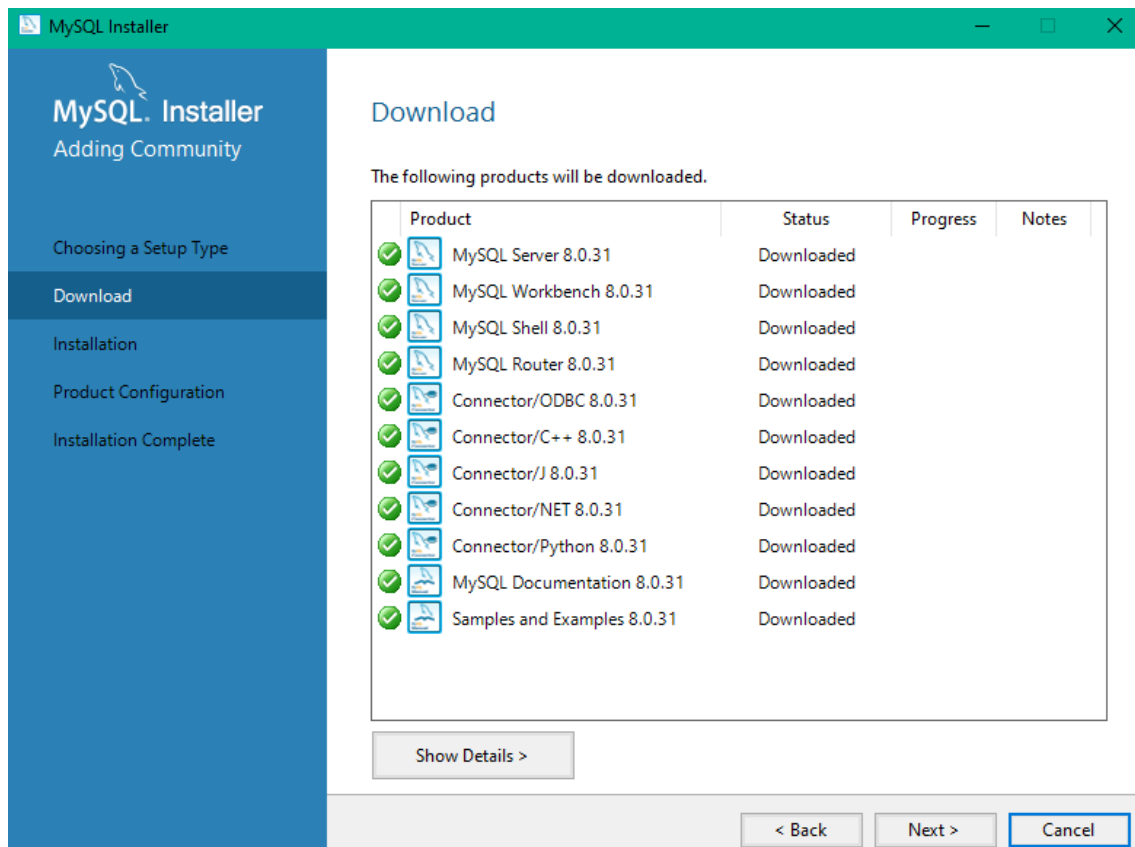 MySQL Installer
MySQL. Installer
Adding Community
Choosing a Setup Type
Download
Installation
Product Configuration
Installation Complete
Download
The following products will be downloaded.
Product Status Progress Notes
MySQL Server 8.0.31 Downloaded
MySQL Workbench 8.0.31 Downloaded
MySQL Shell 8.0.31 Downloaded
MySQL Router 8.0.31 Downloaded
Connector/ODBC 8.0.31 Downloaded
Connector/C++ 8.0.31 Downloaded
Connector/J 8.0.31 Downloaded
Connector/NET 8.0.31 Downloaded
Connector/Python 8.0.31 Downloaded
MySQL Documentation 8.0.31 Downloaded
Samples and Examples 8.0.31 Downloaded
Show Details >
< Back Next > Cancel